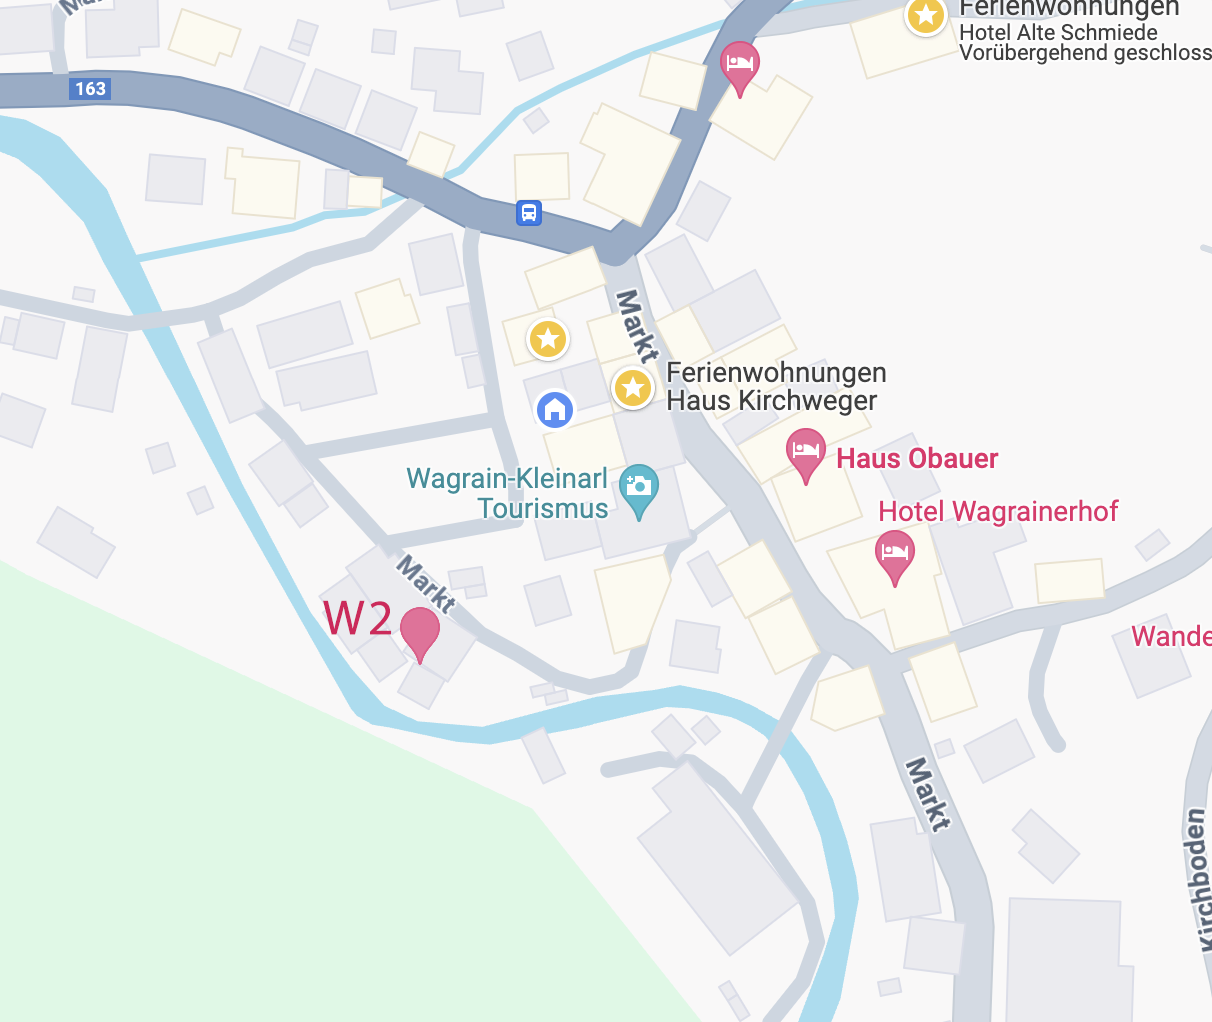 Ferienwohnungen
Hotel Alte Schmiede
Vorübergehend geschloss
163
Markt
Ferienwohnungen
Haus Kirchweger
Haus Obauer
Wagrain-Kleinarl
Tourismus
Hotel Wagrainerhof
Markt
W2
Wande
Markt
Kirchboden